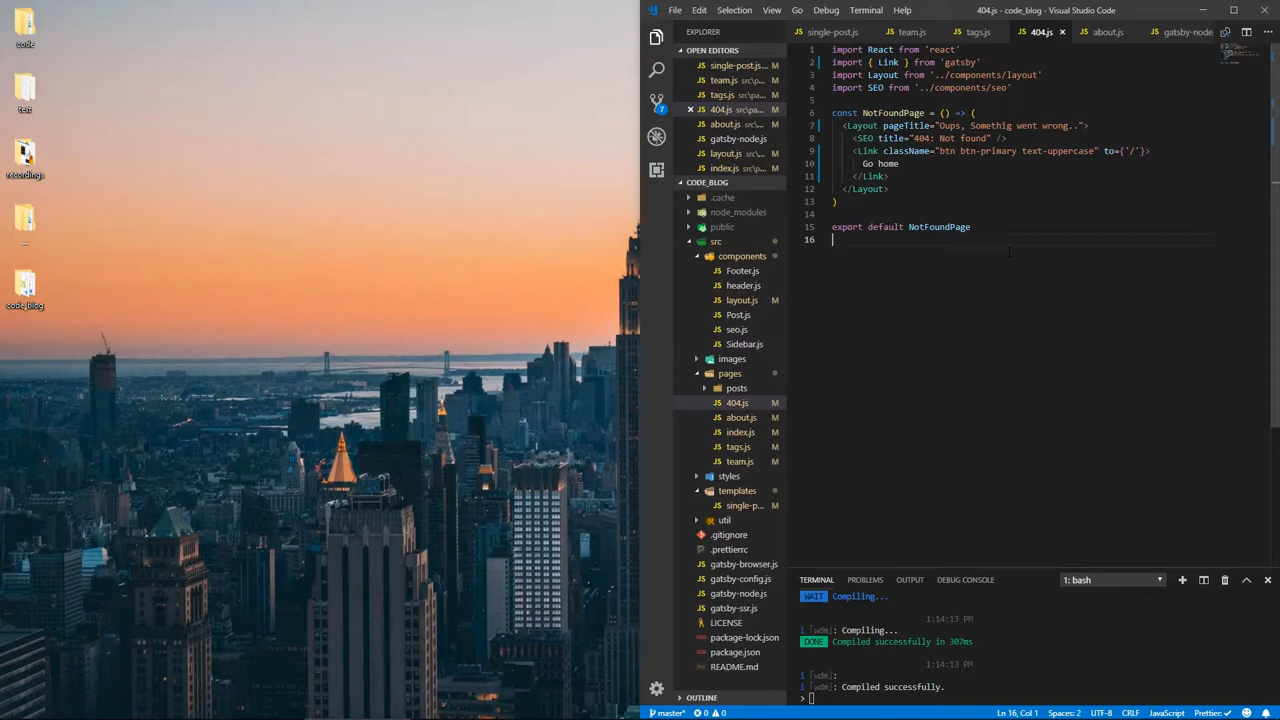 code
text
recordings
...
code_blog
File Edit Selection View Go Debug Terminal Help
404.js - code_blog - Visual Studio Code
EXPLORER
OPEN EDITORS
single-post.js... M
team.js src\pa... M
tags.js src\pa... M
404.js src\pa... M
about.js src\pa... M
gatsby-node.js
layout.js src\... M
index.js src\pa... M
CODE_BLOG
.cache
node_modules
public
src
components
Footer.js
header.js
layout.js M
Post.js
seo.js
Sidebar.js
images
pages
posts
404.js M
about.js M
index.js M
tags.js M
team.js M
styles
templates
single-p... M
util
.gitignore
.prettierrc
gatsby-browser.js
gatsby-config.js
gatsby-node.js
gatsby-ssr.js
LICENSE
package-lock.json
package.json
README.md
OUTLINE
7
single-post.js team.js tags.js 404.js about.js gatsby-node
1 import React from 'react'
2 import { Link } from 'gatsby'
3 import Layout from '../components/layout'
4 import SEO from '../components/seo'
5
6 const NotFoundPage = () => (
7 <Layout pageTitle="Oups, Somethig went wrong..">
8 <SEO title="404: Not found" />
9 <Link className="btn btn-primary text-uppercase" to={'/'}>
10 Go home
11 </Link>
12 </Layout>
13 )
14
15 export default NotFoundPage
16
TERMINAL PROBLEMS OUTPUT DEBUG CONSOLE
1: bash
WAIT Compiling...
1:14:13 PM
i ｢wdm｣: Compiling...
DONE Compiled successfully in 307ms
1:14:13 PM
i ｢wdm｣:
i ｢wdm｣: Compiled successfully.
>
master* 0 0
Ln 16, Col 1 Spaces: 2 UTF-8 CRLF JavaScript Prettier: ✓